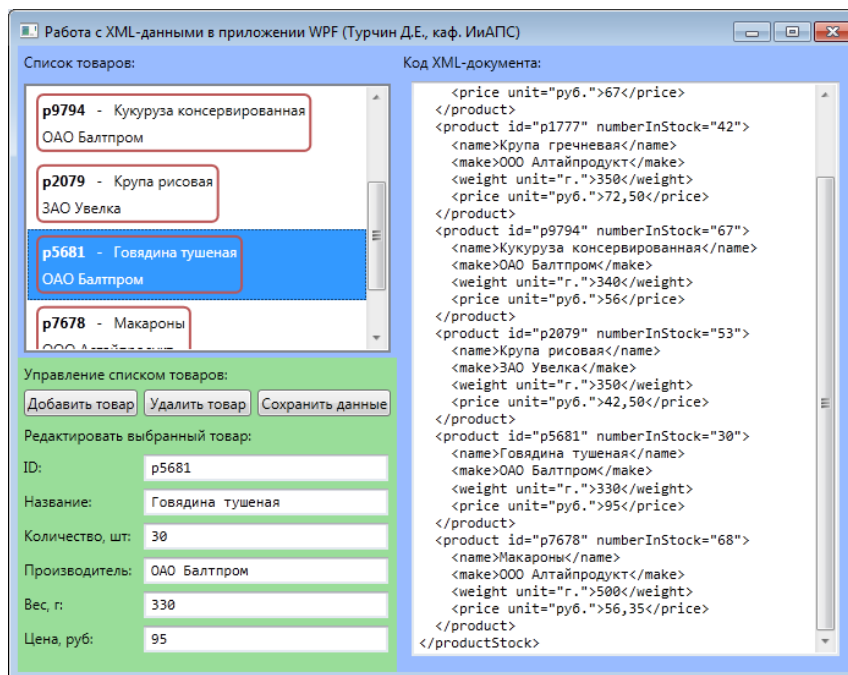 Работа с XML-данными в приложении WPF (Турчин Д.Е., каф. ИиАПС)
Список товаров:
p9794 - Кукуруза консервированная
ОАО Балтпром
p2079 - Крупа рисовая
ЗАО Увелка
p5681 - Говядина тушеная
ОАО Балтпром
p7678 - Макароны
Управление списком товаров:
Добавить товар Удалить товар Сохранить данные
Редактировать выбранный товар:
ID: p5681
Название: Говядина тушеная
Количество, шт: 30
Производитель: ОАО Балтпром
Вес, г: 330
Цена, руб: 95
Код XML-документа:
<price unit="руб.">67</price>
</product>
<product id="p1777" numberInStock="42">
<name>Крупа гречневая</name>
<make>ООО Алтайпродукт</make>
<weight unit="г.">350</weight>
<price unit="руб.">72,50</price>
</product>
<product id="p9794" numberInStock="67">
<name>Кукуруза консервированная</name>
<make>ОАО Балтпром</make>
<weight unit="г.">340</weight>
<price unit="руб.">56</price>
</product>
<product id="p2079" numberInStock="53">
<name>Крупа рисовая</name>
<make>ЗАО Увелка</make>
<weight unit="г.">350</weight>
<price unit="руб.">42,50</price>
</product>
<product id="p5681" numberInStock="30">
<name>Говядина тушеная</name>
<make>ОАО Балтпром</make>
<weight unit="г.">330</weight>
<price unit="руб.">95</price>
</product>
<product id="p7678" numberInStock="68">
<name>Макароны</name>
<make>ООО Алтайпродукт</make>
<weight unit="г.">500</weight>
<price unit="руб.">56,35</price>
</product>
</productStock>